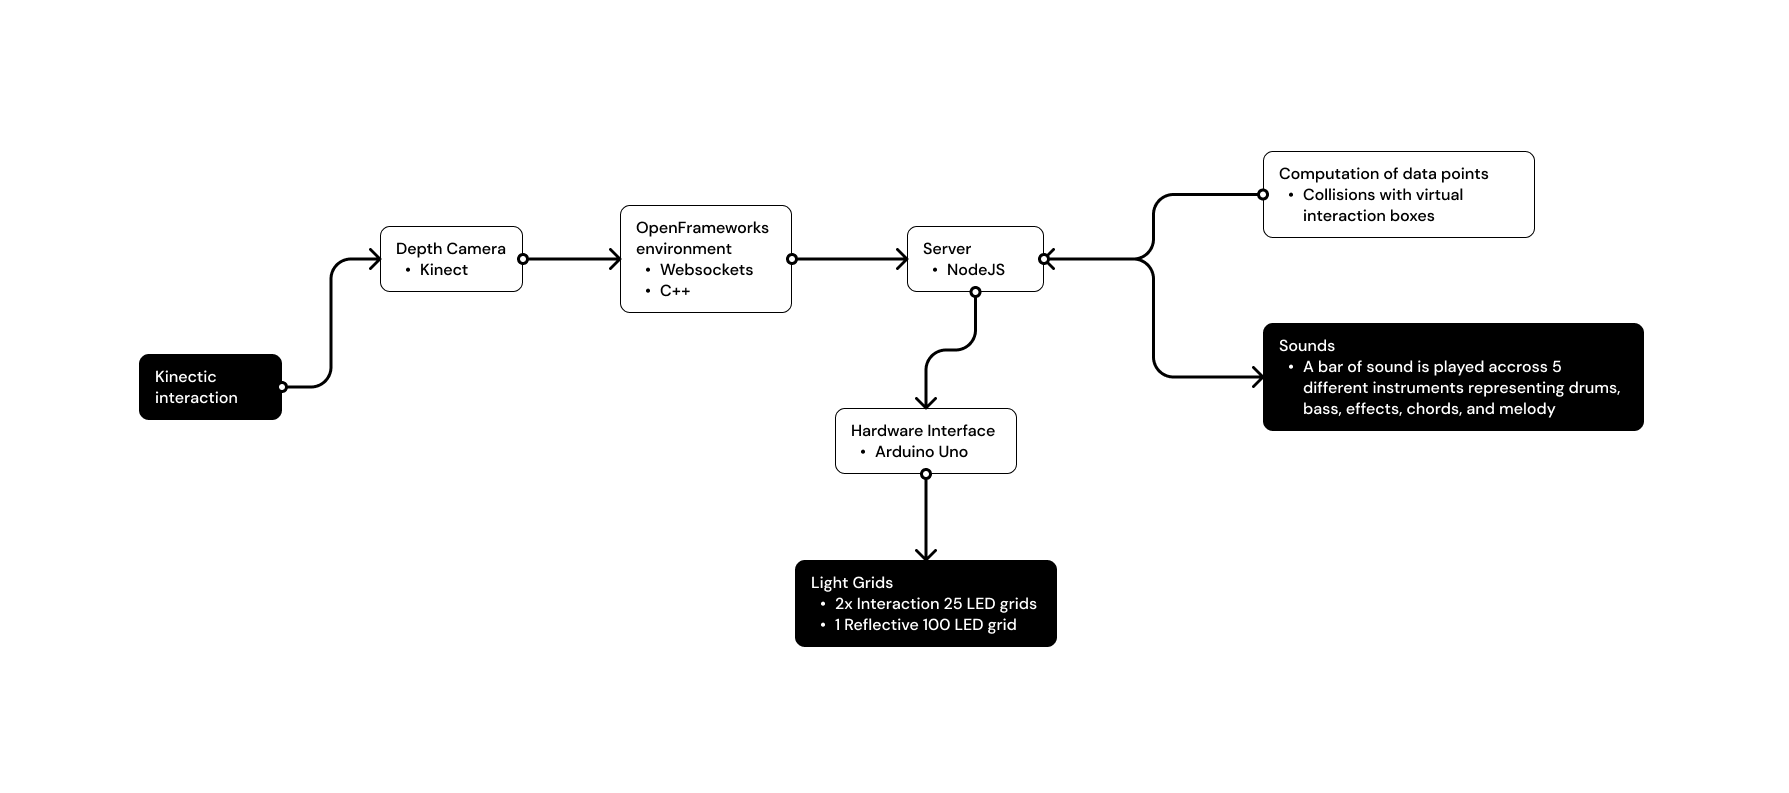 Kinectic
interaction
Depth Camera
• Kinect
OpenFrameworks
environment
• Websockets
• C++
Server
• NodeJS
Computation of data points
• Collisions with virtual
interaction boxes
Sounds
• A bar of sound is played accross 5
different instruments representing drums,
bass, effects, chords, and melody
Hardware Interface
• Arduino Uno
Light Grids
• 2x Interaction 25 LED grids
• 1 Reflective 100 LED grid